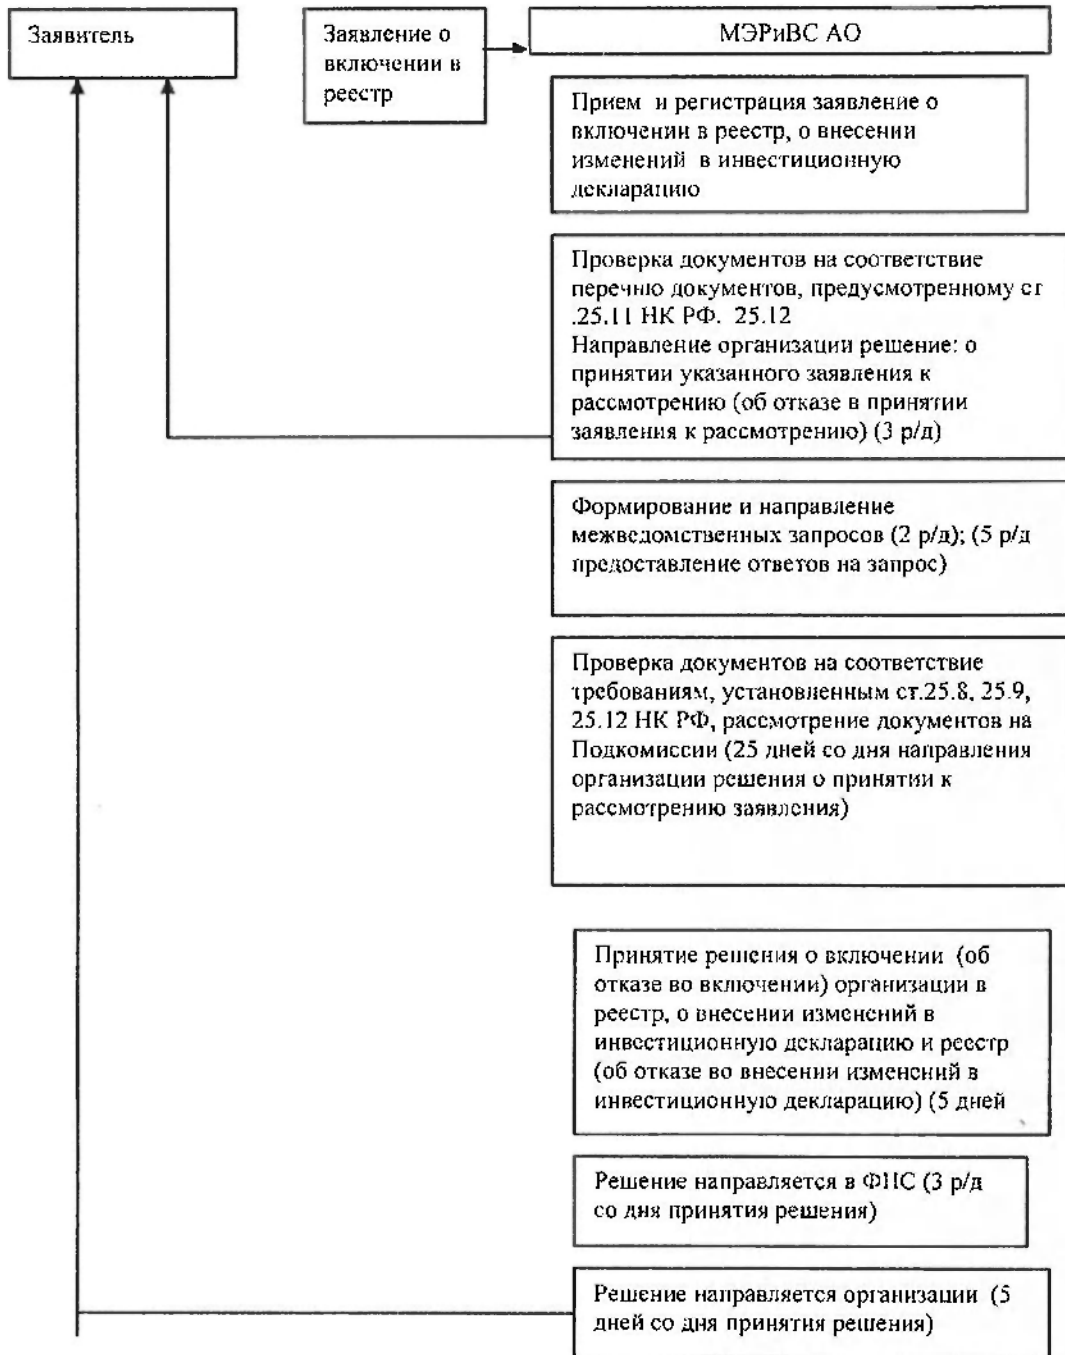 Заявитель
Заявление о
включении в
реестр
МЭРиВС АО
Прием и регистрация заявление о
включении в реестр, о внесении
изменений в инвестиционную
декларацию
Проверка документов на соответствие
перечню документов, предусмотренному ст
.25.11 НК РФ. 25.12
Направление организации решение: о
принятии указанного заявления к
рассмотрению (об отказе в принятии
заявления к рассмотрению) (3 р/д)
Формирование и направление
межведомственных запросов (2 р/д); (5 р/д
предоставление ответов на запрос)
Проверка документов на соответствие
требованиям, установленным ст.25.8, 25.9,
25.12 НК РФ, рассмотрение документов на
Подкомиссии (25 дней со дня направления
организации решения о принятии к
рассмотрению заявления)
Принятие решения о включении (об
отказе во включении) организации в
реестр, о внесении изменений в
инвестиционную декларацию и реестр
(об отказе во внесении изменений в
инвестиционную декларацию) (5 дней
Решение направляется в ФНС (3 р/д
со дня принятия решения)
Решение направляется организации (5
дней со дня принятия решения)